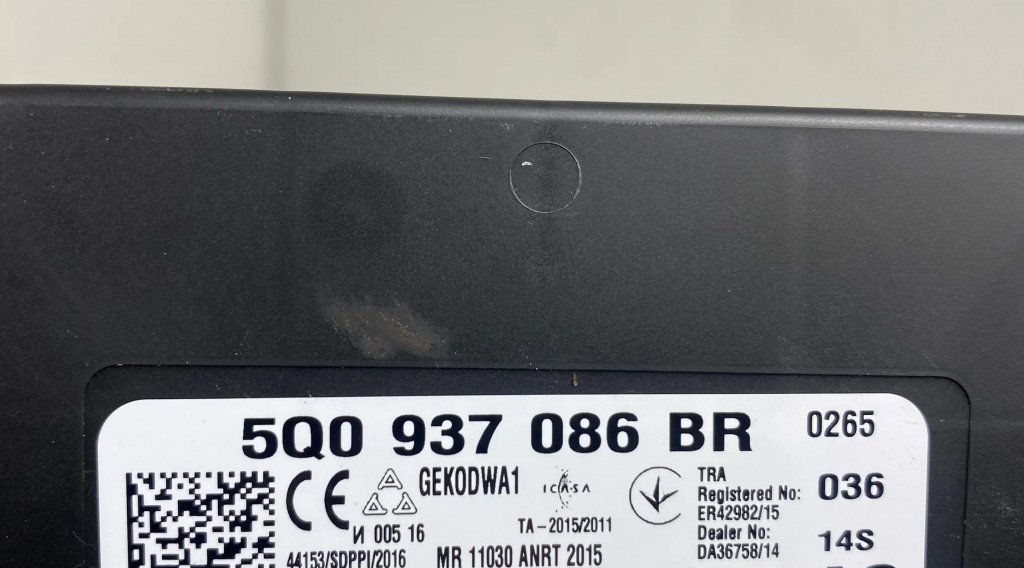 5Q0 937 086 BR 0265
CE GEKODWA1 ICASA TRA
Registered No: 036
И 005 16 TA-2015/2011 ER42982/15
Dealer No: 14S
44153/SDPPI/2016 MR 11030 ANRT 2015 DA36758/14